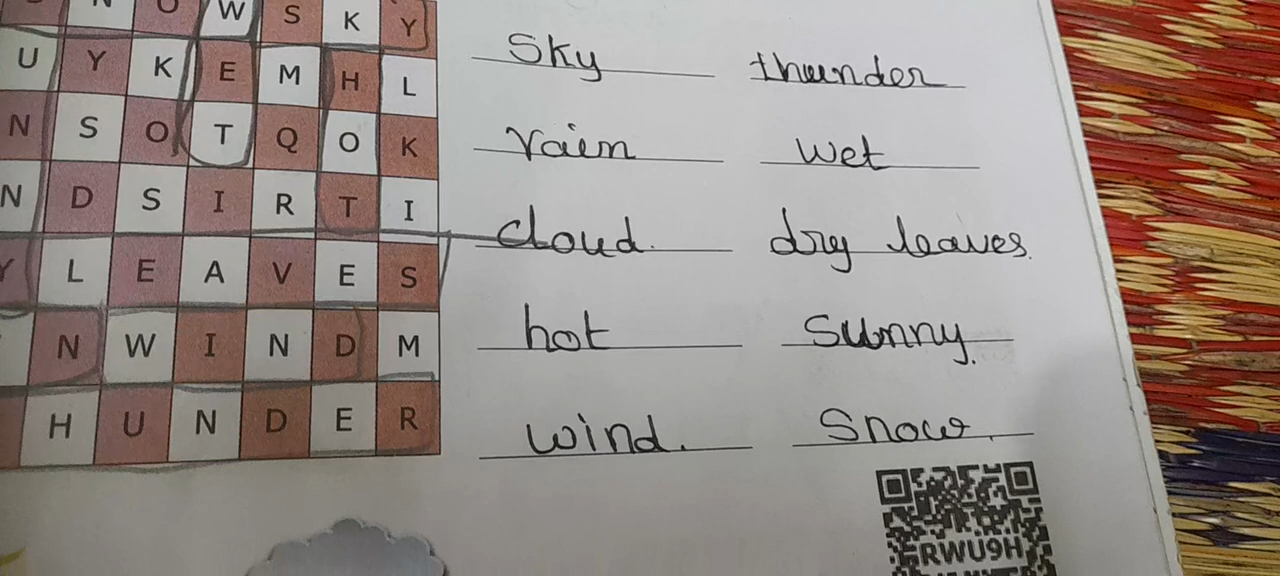 N O W S K Y
U Y K E M H L
N S O T Q O K
N D S I R T I
Y L E A V E S
N W I N D M
H U N D E R
Sky thunder
rain wet
cloud. dry leaves.
hot Sunny.
wind. Snow.
RWU9H